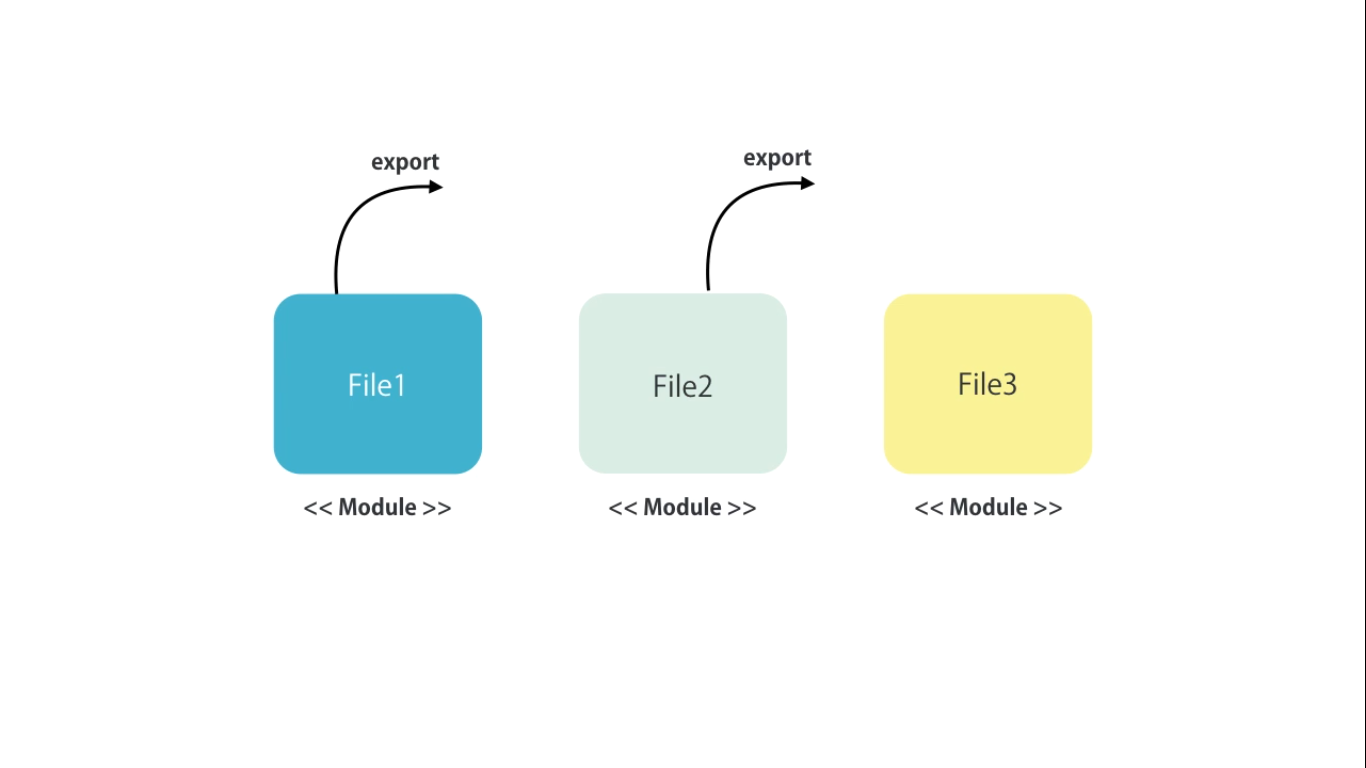 export
export
File1
File2
File3
<< Module >>
<< Module >>
<< Module >>